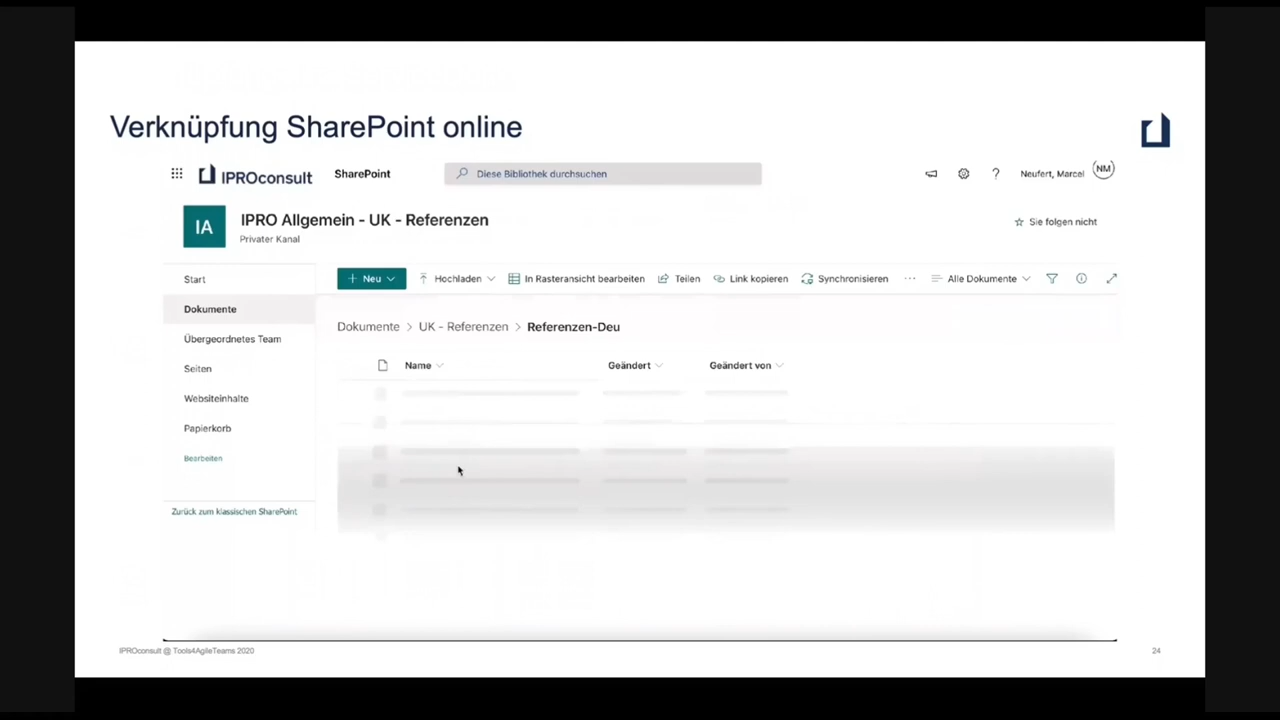 Verknüpfung SharePoint online
IPROconsult SharePoint Diese Bibliothek durchsuchen ? Neufert, Marcel NM
IA IPRO Allgemein - UK - Referenzen
Privater Kanal
Sie folgen nicht
Start
+ Neu Hochladen In Rasteransicht bearbeiten Teilen Link kopieren Synchronisieren ··· Alle Dokumente
Dokumente
Übergeordnetes Team
Seiten
Websiteinhalte
Papierkorb
Bearbeiten
Zurück zum klassischen SharePoint
Dokumente > UK - Referenzen > Referenzen-Deu
Name Geändert Geändert von
IPROconsult @ Tools4AgileTeams 2020 24